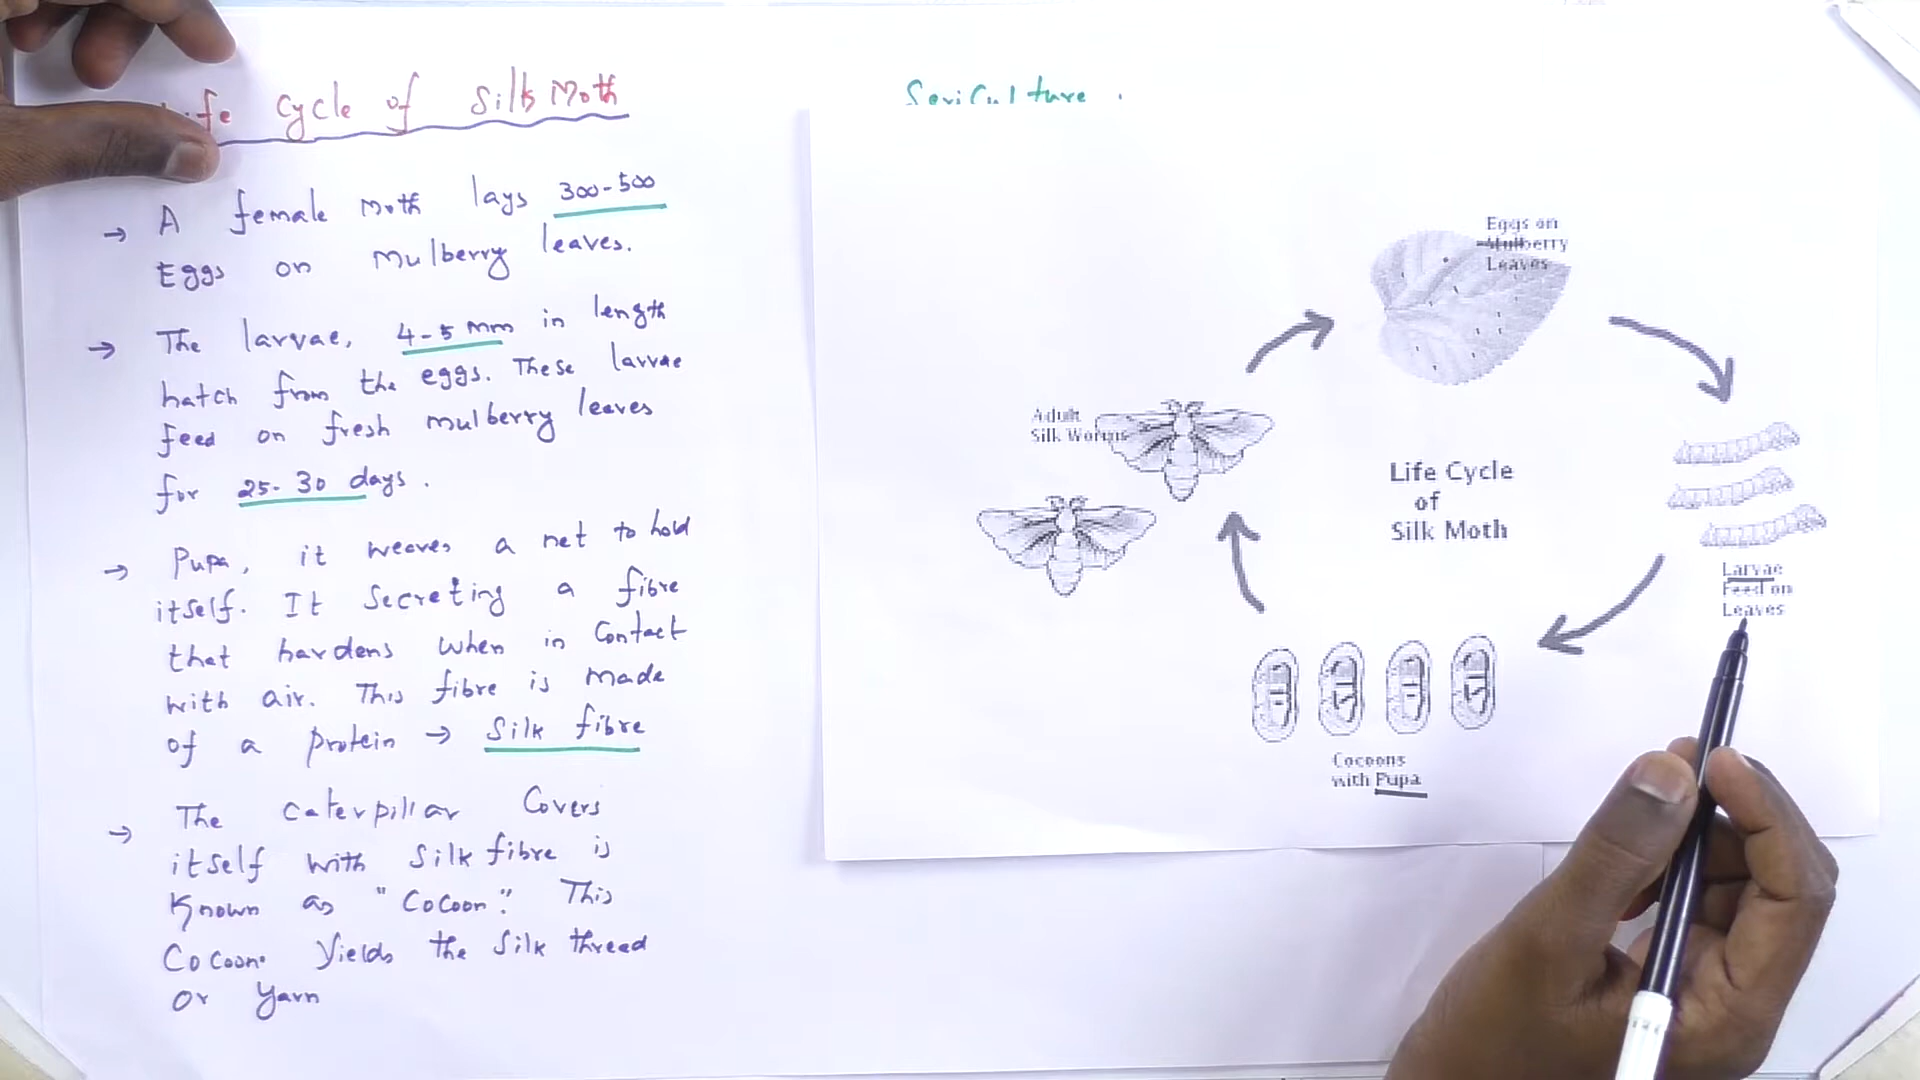 Life Cycle of Silk Moth
→ A female moth lays 300-500
Eggs on mulberry leaves.
→ The larvae, 4-5 mm in length
hatch from the eggs. These larvae
feed on fresh mulberry leaves
for 25-30 days.
→ Pupa, it weaves a net to hold
itself. It Secreting a fibre
that hardens when in Contact
with air. This fibre is made
of a protein → Silk fibre
→ The caterpillar Covers
itself with Silk fibre is
Known as "Cocoon". This
Cocoon. Yields the Silk thread
or Yarn
Sericulture.
Eggs on
Mulberry
Leaves
Adult
Silk Worms
Life Cycle
of
Silk Moth
Larvae
Feed on
Leaves
Cocoons
with Pupa